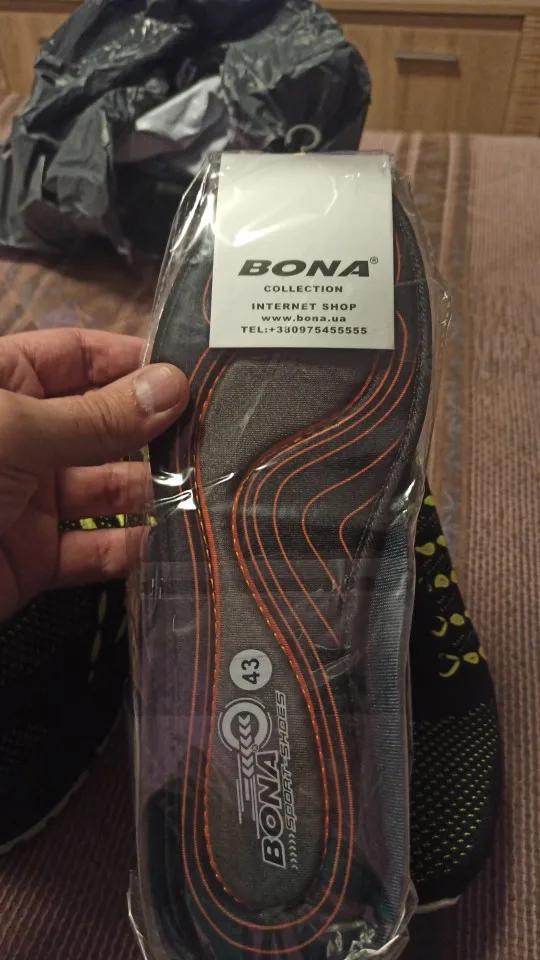 BONA®
COLLECTION
INTERNET SHOP
www.bona.ua
TEL:+380975455555
43
BONA®
SPORT-SHOES